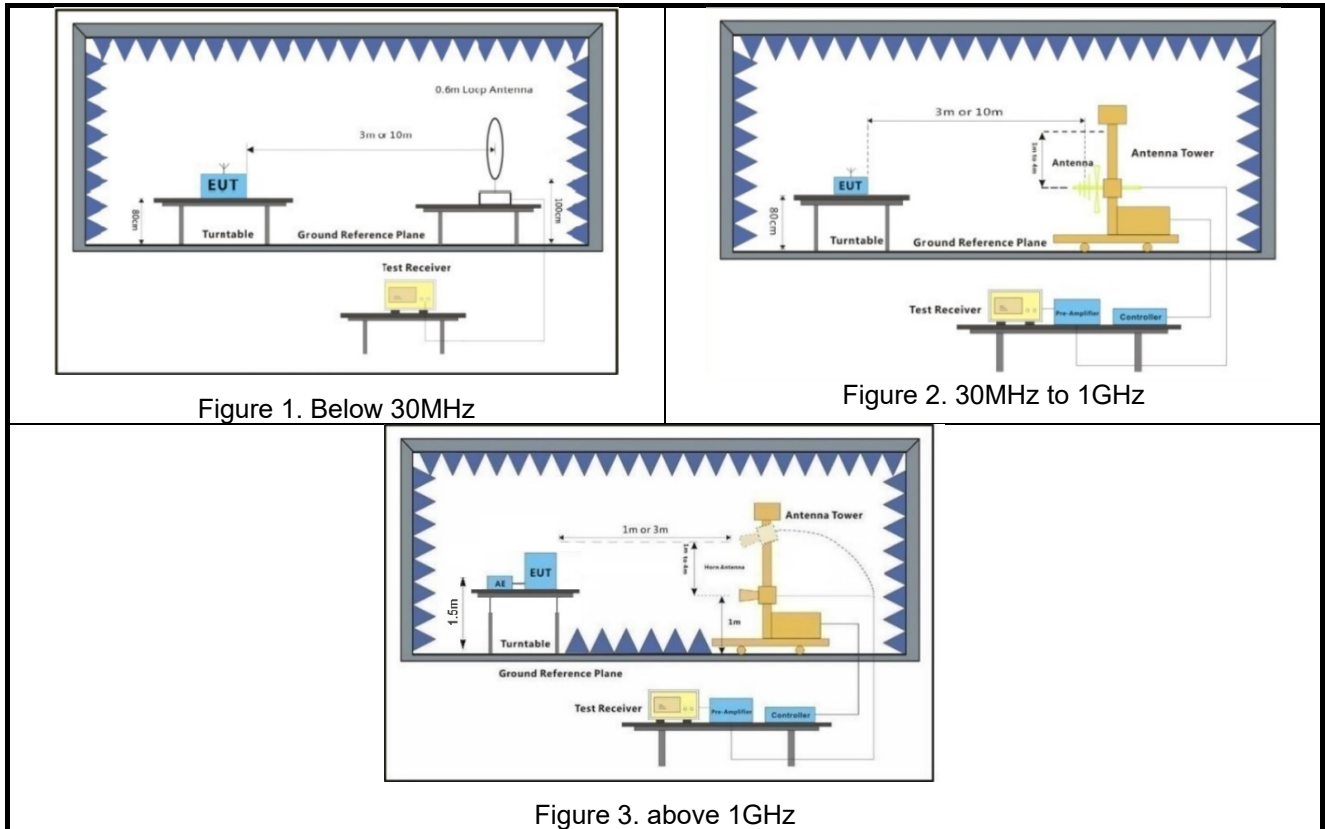 0.6m Loop Antenna
3m or 10m
EUT
80cm
100cm
Turntable
Ground Reference Plane
Test Receiver
Figure 1. Below 30MHz
3m or 10m
1m to 4m
Antenna
Antenna Tower
EUT
80cm
Turntable
Ground Reference Plane
Test Receiver
Pre-Amplifier
Controller
Figure 2. 30MHz to 1GHz
Antenna Tower
1m or 3m
1m to 4m
Horn Antenna
EUT
AE
1.5m
1m
Turntable
Ground Reference Plane
Test Receiver
Pre-Amplifier
Controller
Figure 3. above 1GHz